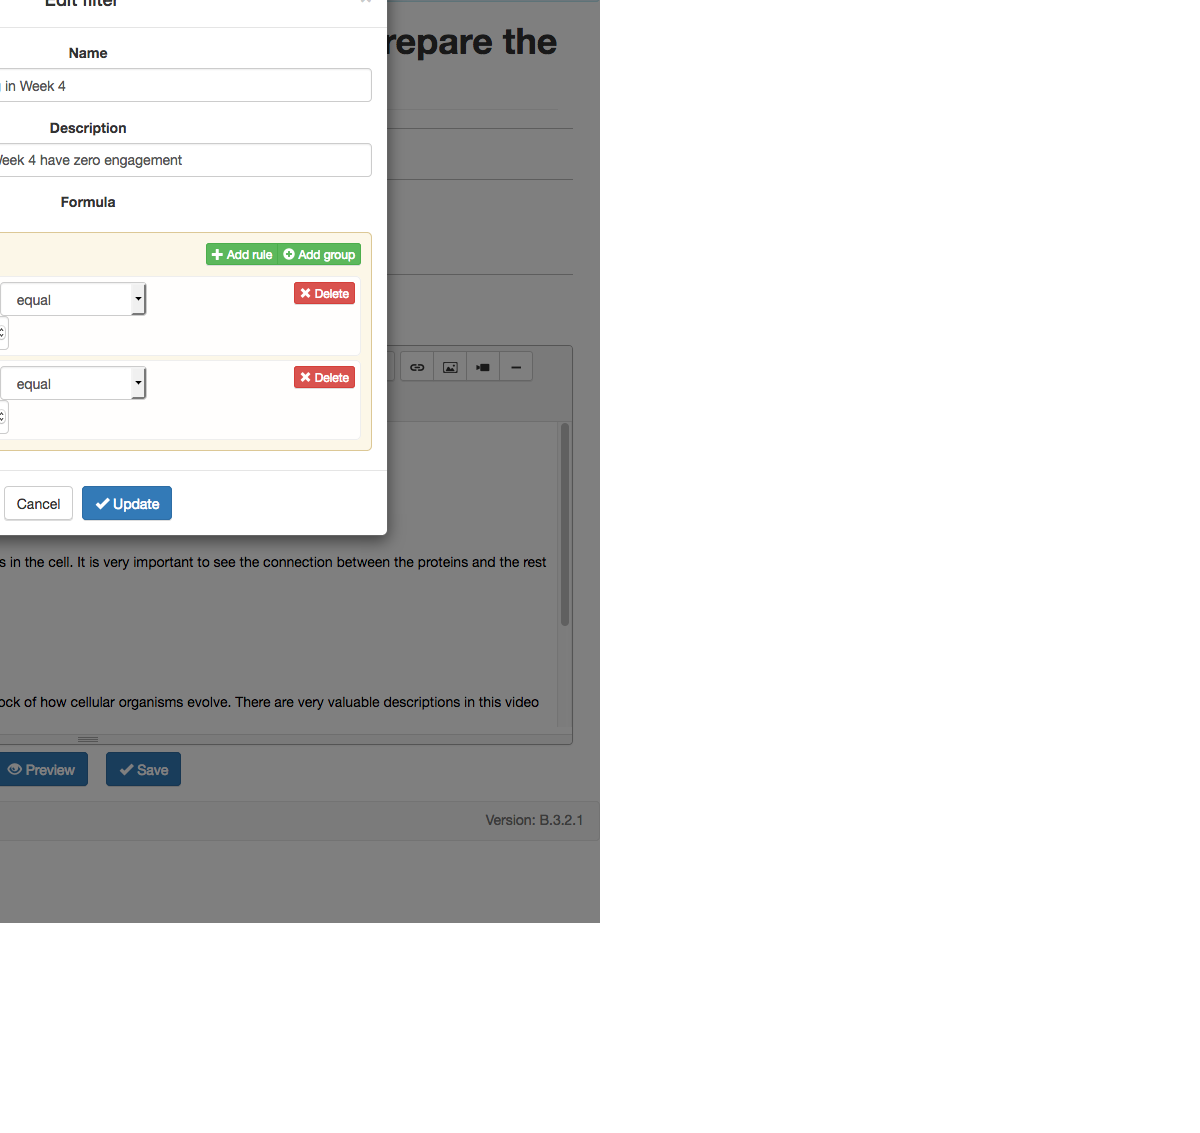 Edit filter
repare the
Name
in Week 4
Description
Week 4 have zero engagement
Formula
Add rule Add group
equal Delete
equal Delete
Cancel Update
s in the cell. It is very important to see the connection between the proteins and the rest
ock of how cellular organisms evolve. There are very valuable descriptions in this video
Preview Save
Version: B.3.2.1